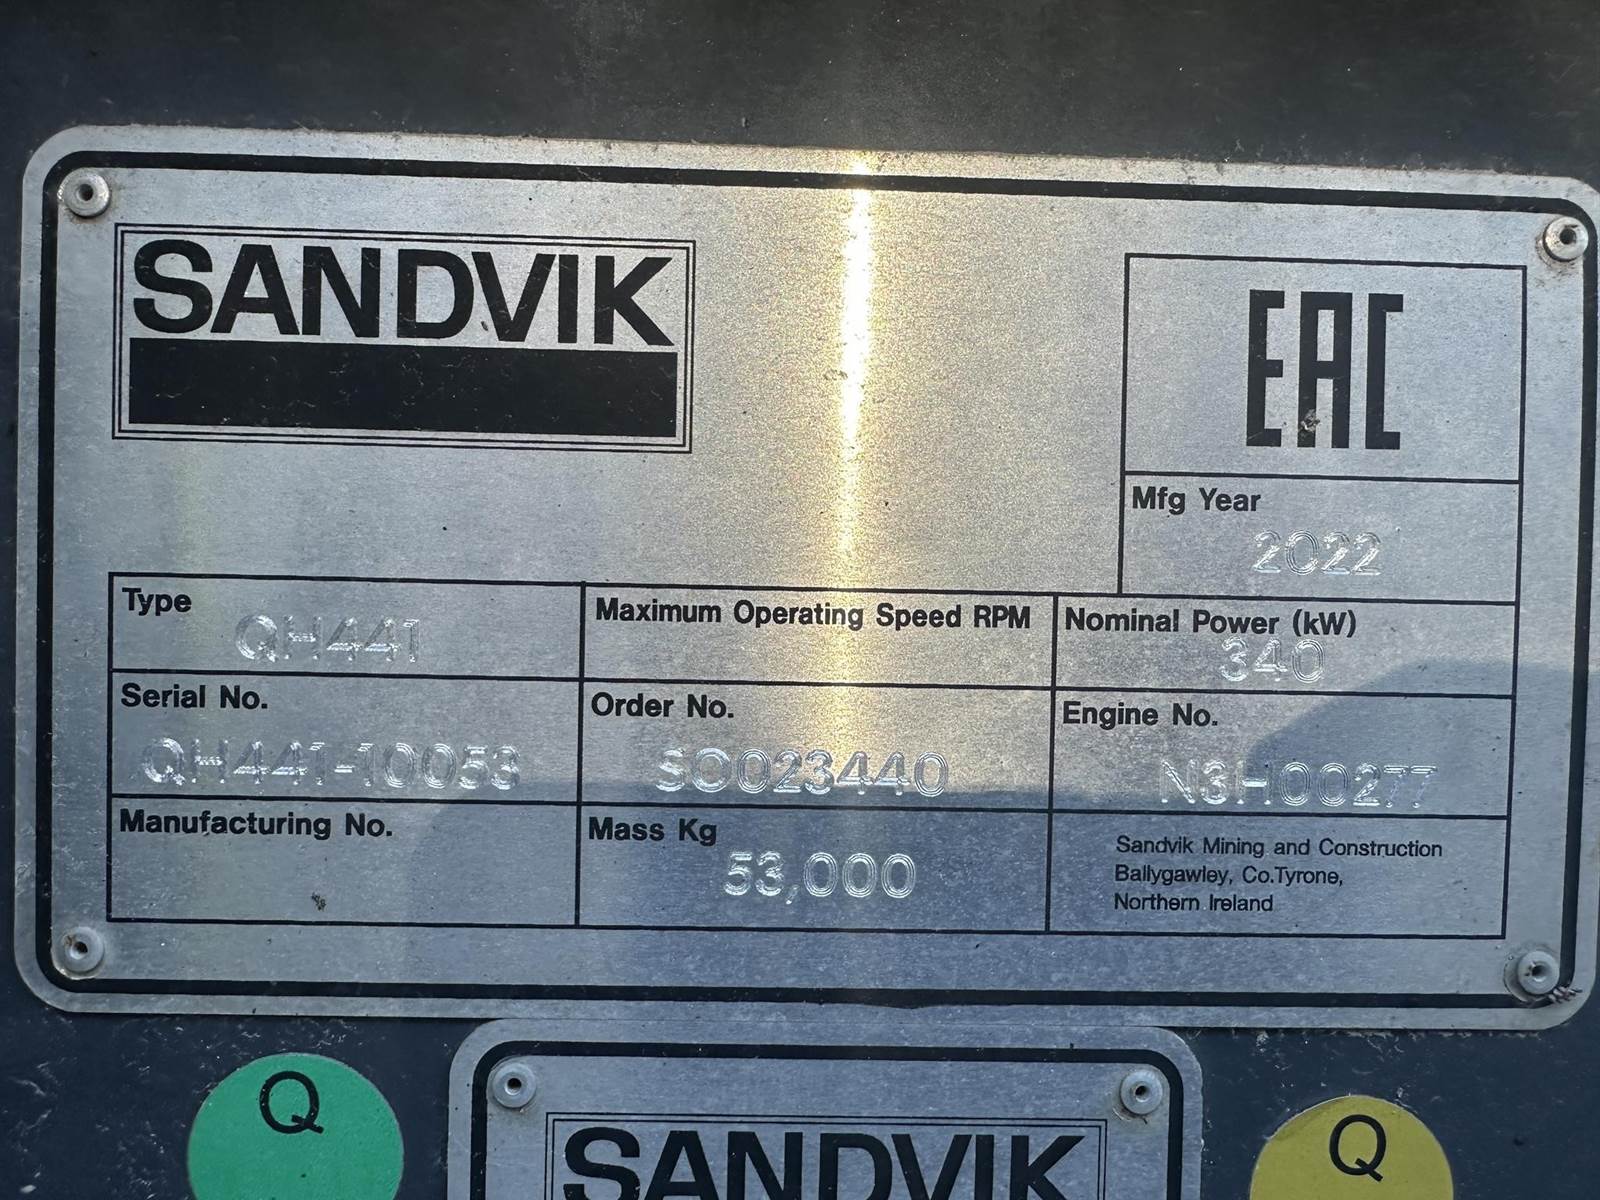 SANDVIK
EAC
Mfg Year
2022
Type
QH441
Maximum Operating Speed RPM
Nominal Power (kW)
340
Serial No.
QH441-10053
Order No.
SO023440
Engine No.
N3H00277
Manufacturing No.
Mass Kg
53,000
Sandvik Mining and Construction
Ballygawley, Co.Tyrone,
Northern Ireland
Q
SANDVIK
Q